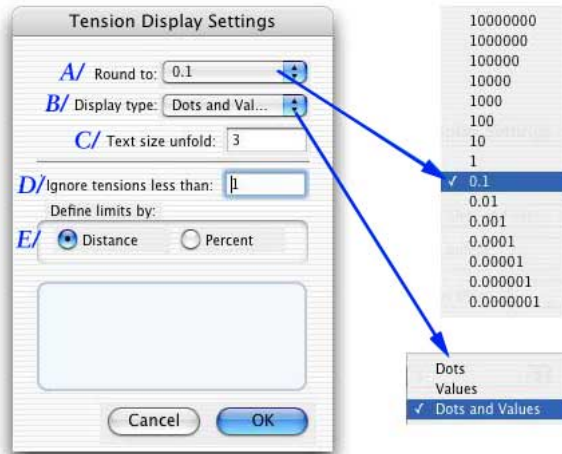 Tension Display Settings
A/ Round to: 0.1
B/ Display type: Dots and Val...
C/ Text size unfold: 3
D/ Ignore tensions less than: 1
Define limits by:
E/ Distance Percent
Cancel OK
10000000
1000000
100000
10000
1000
100
10
1
✓ 0.1
0.01
0.001
0.0001
0.00001
0.000001
0.0000001
Dots
Values
✓ Dots and Values